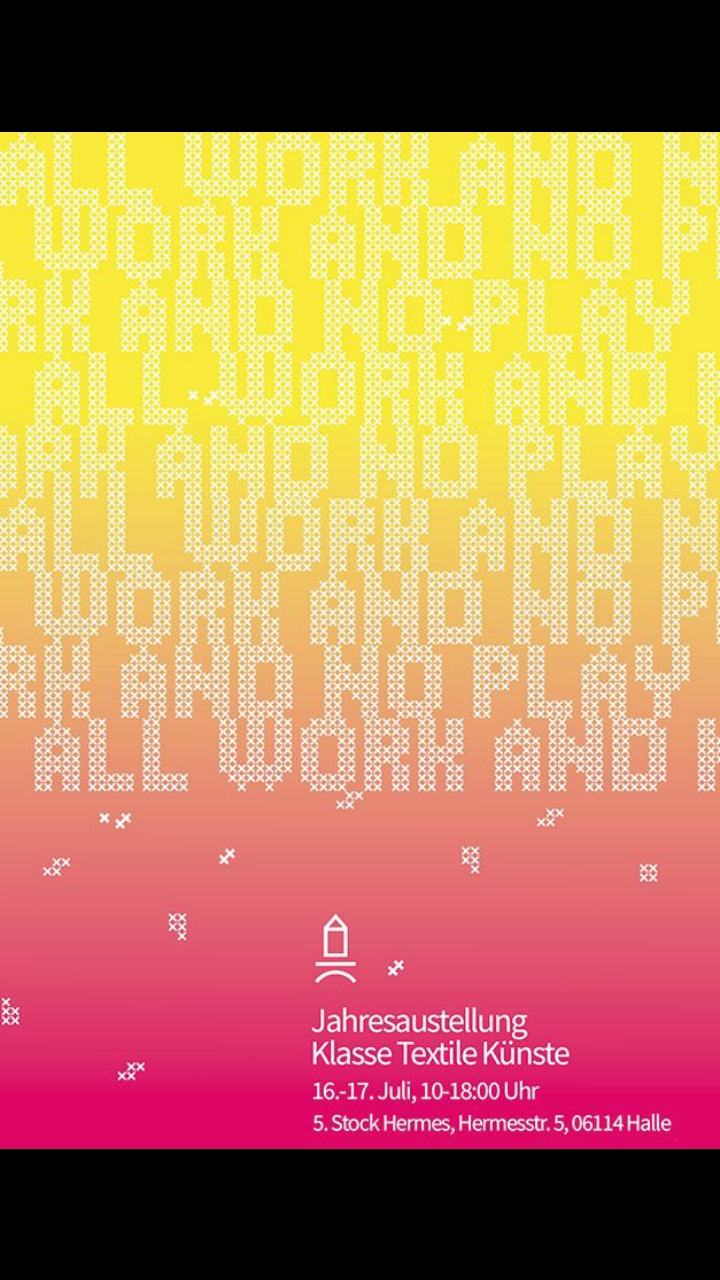 ALL WORK AND N
WORK AND NO P
RK AND NO PLAY
ALL WORK AND
ORK AND NO PLAY
ALL WORK AND N
WORK AND NO P
RK AND NO PLAY
ALL WORK AND
Jahresaustellung
Klasse Textile Künste
16.-17. Juli, 10-18:00 Uhr
5. Stock Hermes, Hermesstr. 5, 06114 Halle